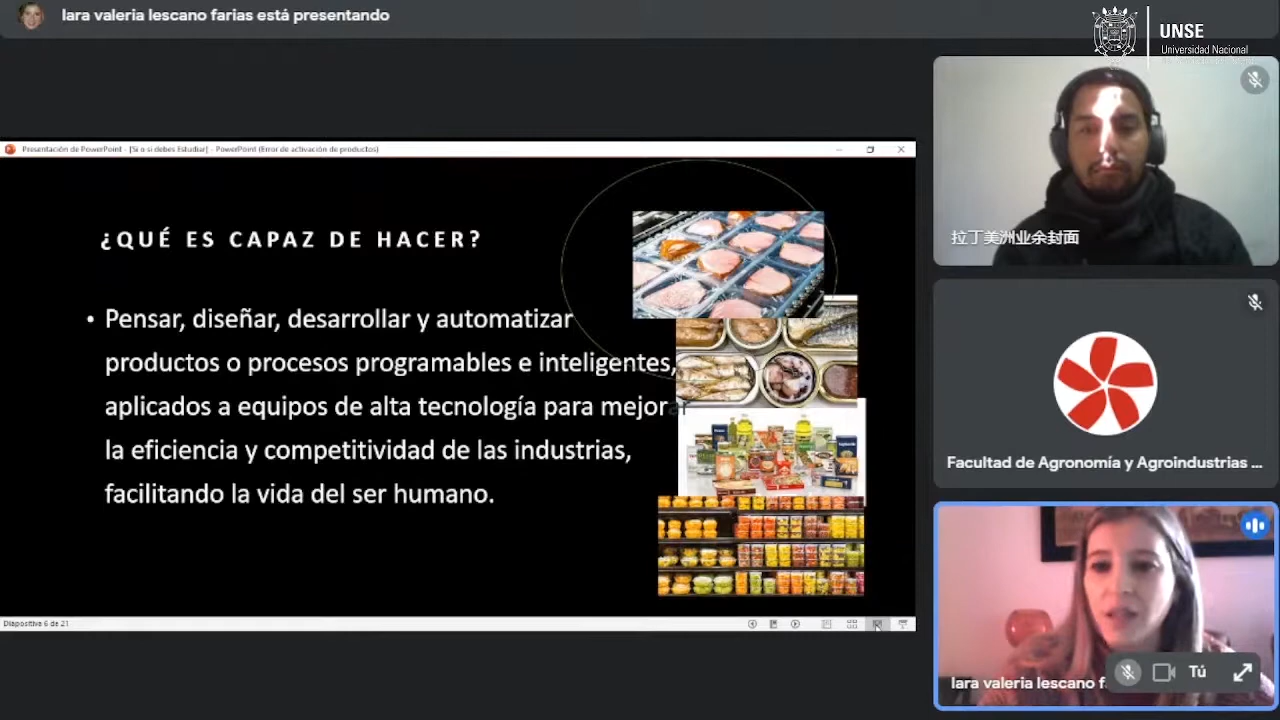 lara valeria lescano farias está presentando
UNSE
Universidad Nacional
Presentación de PowerPoint - [Si o si debes Estudiar] - PowerPoint (Error de activación de productos)
¿QUÉ ES CAPAZ DE HACER?
• Pensar, diseñar, desarrollar y automatizar
productos o procesos programables e inteligentes,
aplicados a equipos de alta tecnología para mejorar
la eficiencia y competitividad de las industrias,
facilitando la vida del ser humano.
Diapositiva 6 de 21
拉丁美洲业余封面
Facultad de Agronomía y Agroindustrias ...
lara valeria lescano f
Tú